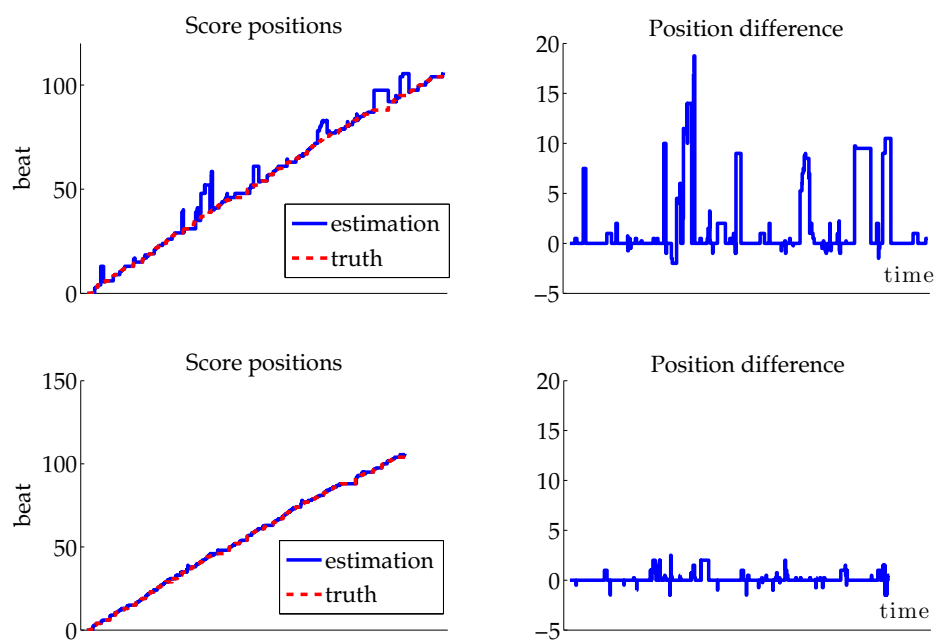 Score positions
100
50
0
beat
estimation
truth
Position difference
20
15
10
5
0
−5
time
Score positions
150
100
50
0
beat
estimation
truth
Position difference
20
15
10
5
0
−5
time